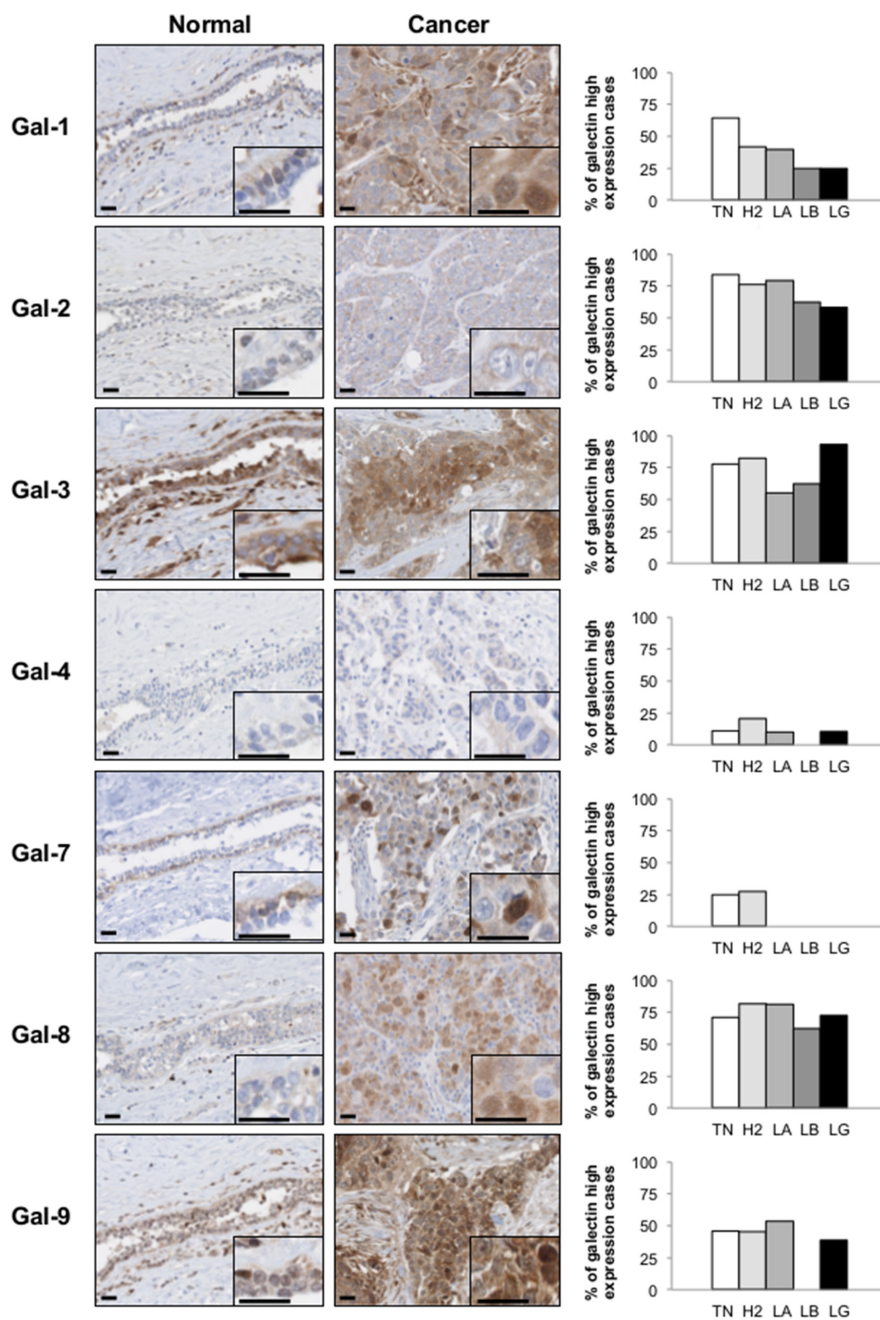 Normal Cancer
Gal-1
% of galectin high
expression cases
100
75
50
25
0
TN H2 LA LB LG
Gal-2
% of galectin high
expression cases
100
75
50
25
0
TN H2 LA LB LG
Gal-3
% of galectin high
expression cases
100
75
50
25
0
TN H2 LA LB LG
Gal-4
% of galectin high
expression cases
100
75
50
25
0
TN H2 LA LB LG
Gal-7
% of galectin high
expression cases
100
75
50
25
0
TN H2 LA LB LG
Gal-8
% of galectin high
expression cases
100
75
50
25
0
TN H2 LA LB LG
Gal-9
% of galectin high
expression cases
100
75
50
25
0
TN H2 LA LB LG